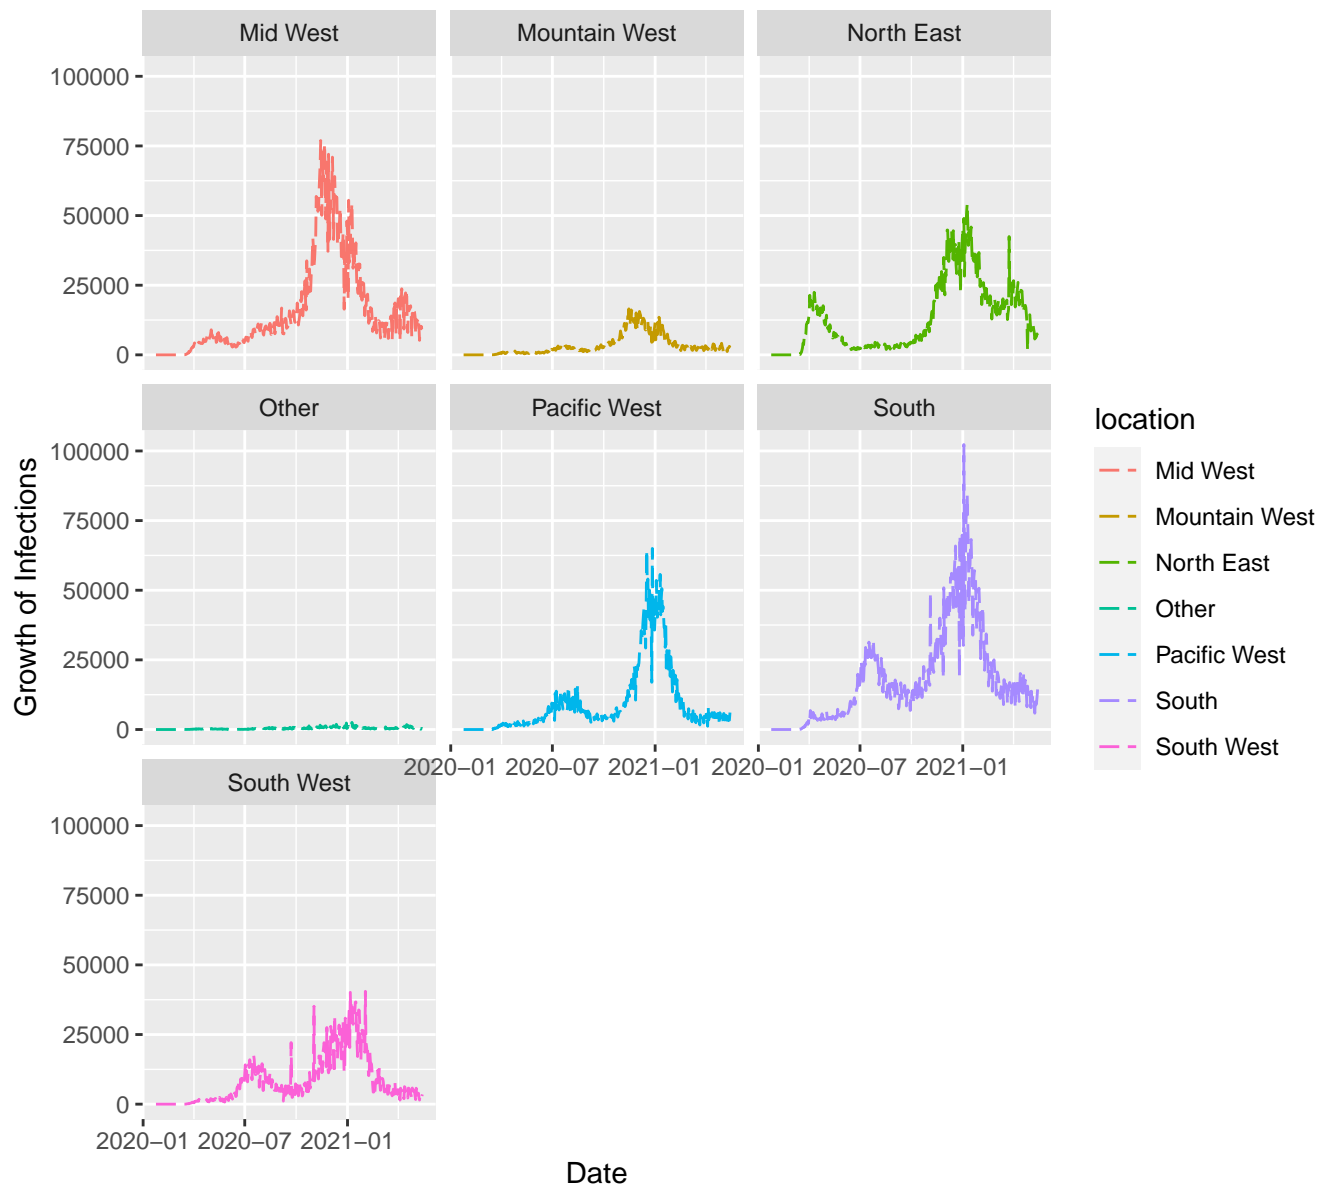 Mid West
Mountain West
North East
100000
75000
50000
25000
0
Other
Pacific West
South
100000
75000
50000
25000
0
2020−01 2020−07 2021−01
2020−01 2020−07 2021−01
South West
100000
75000
50000
25000
0
2020−01 2020−07 2021−01
Growth of Infections
Date
location
Mid West
Mountain West
North East
Other
Pacific West
South
South West